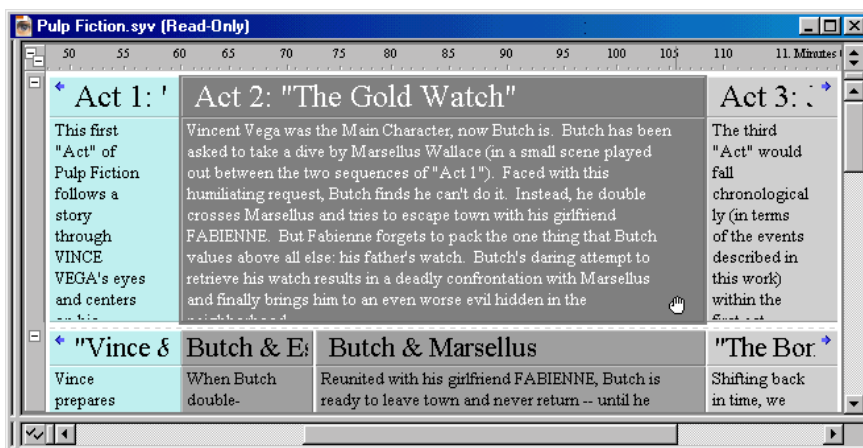 Pulp Fiction.syv (Read-Only)
50 55 60 65 70 75 80 85 90 95 100 105 110 11. Minutes
Act 1: '
This first
"Act" of
Pulp Fiction
follows a
story
through
VINCE
VEGA's eyes
and centers
Act 2: "The Gold Watch"
Vincent Vega was the Main Character, now Butch is. Butch has been
asked to take a dive by Marsellus Wallace (in a small scene played
out between the two sequences of "Act 1"). Faced with this
humiliating request, Butch finds he can't do it. Instead, he double
crosses Marsellus and tries to escape town with his girlfriend
FABIENNE. But Fabienne forgets to pack the one thing that Butch
values above all else: his father's watch. Butch's daring attempt to
retrieve his watch results in a deadly confrontation with Marsellus
and finally brings him to an even worse evil hidden in the
Act 3:
The third
"Act" would
fall
chronological
ly (in terms
of the events
described in
this work)
within the
"Vince &
Vince
prepares
Butch & E
When Butch
double-
Butch & Marsellus
Reunited with his girlfriend FABIENNE, Butch is
ready to leave town and never return -- until he
"The Bon
Shifting back
in time, we